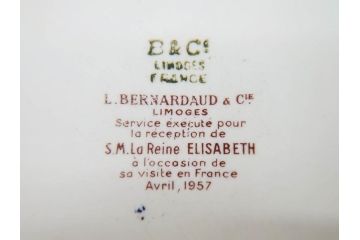 B & Cº
LIMOGES
FRANCE
L. BERNARDAUD & CIE
LIMOGES
Service exécuté pour
la réception de
S.M. La Reine ELISABETH
à l'occasion de
sa visite en France
Avril, 1957